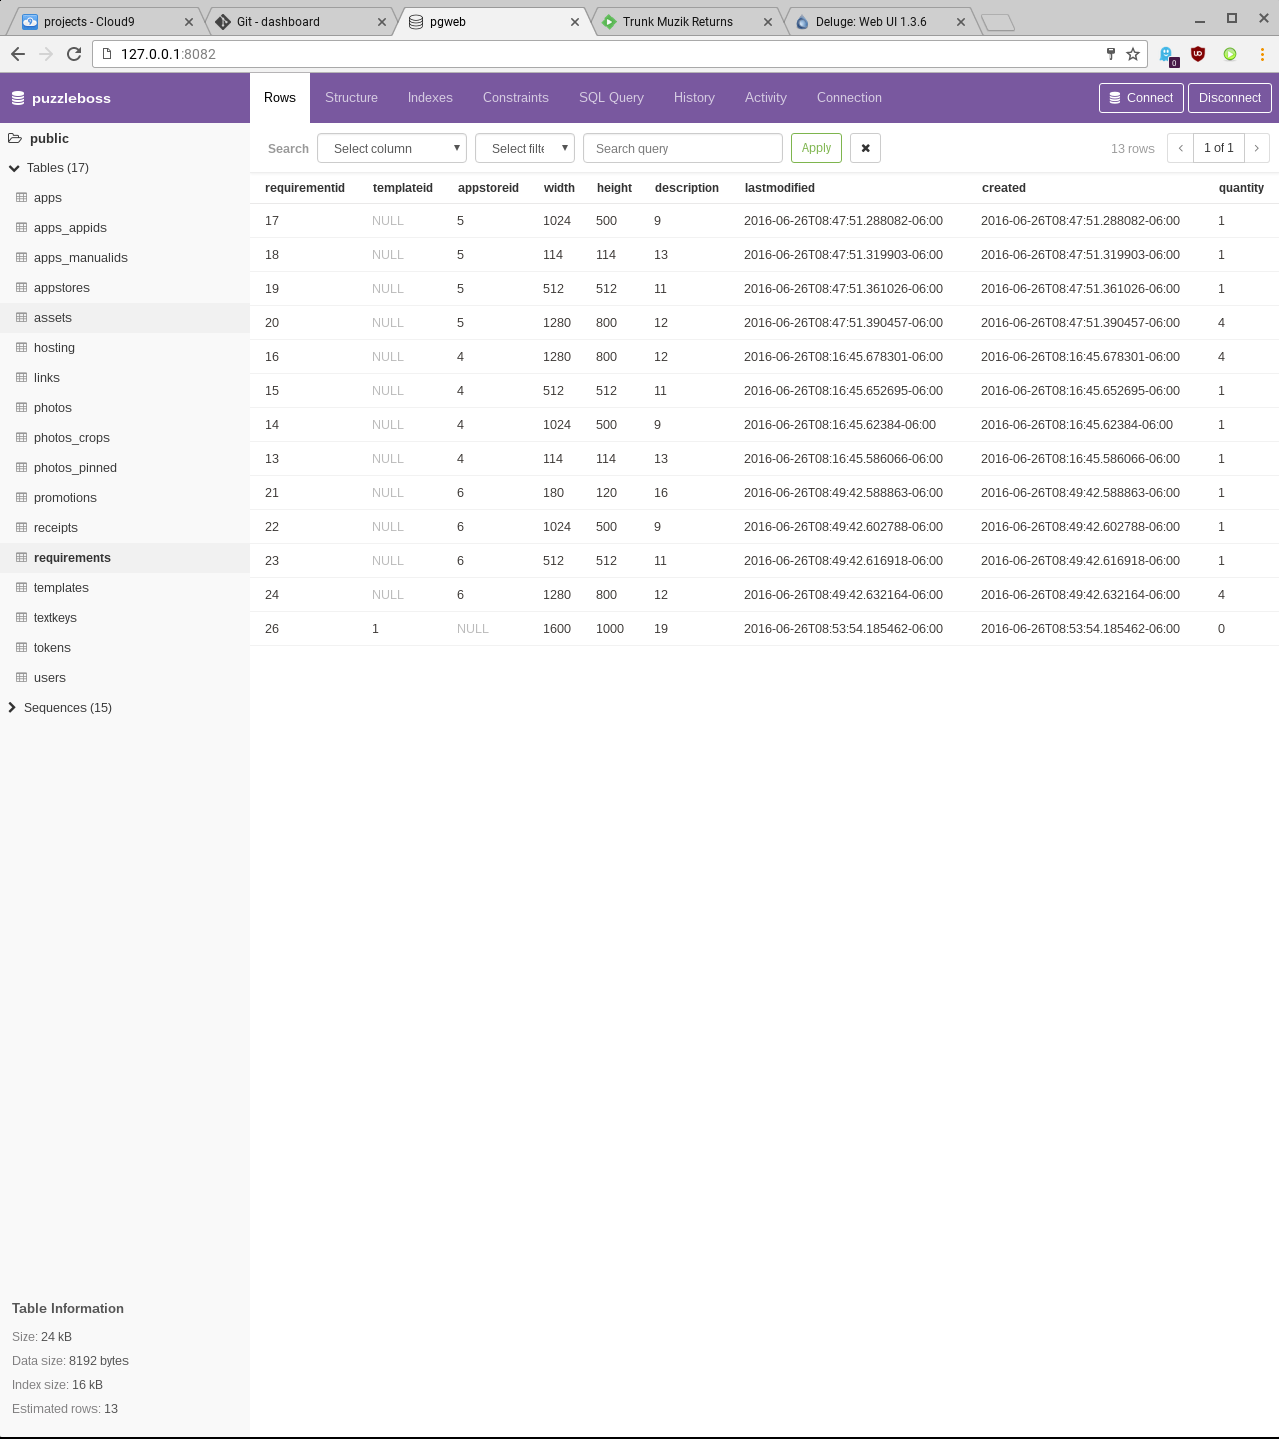 projects - Cloud9 Git - dashboard pgweb Trunk Muzik Returns Deluge: Web UI 1.3.6
127.0.0.1:8082 0
puzzleboss Rows Structure Indexes Constraints SQL Query History Activity Connection Connect Disconnect
public
Tables (17)
apps
apps_appids
apps_manualids
appstores
assets
hosting
links
photos
photos_crops
photos_pinned
promotions
receipts
requirements
templates
textkeys
tokens
users
Sequences (15)
Table Information
Size: 24 kB
Data size: 8192 bytes
Index size: 16 kB
Estimated rows: 13
Search Select column Select filte Search query Apply 13 rows 1 of 1
requirementid templateid appstoreid width height description lastmodified created quantity
17 NULL 5 1024 500 9 2016-06-26T08:47:51.288082-06:00 2016-06-26T08:47:51.288082-06:00 1
18 NULL 5 114 114 13 2016-06-26T08:47:51.319903-06:00 2016-06-26T08:47:51.319903-06:00 1
19 NULL 5 512 512 11 2016-06-26T08:47:51.361026-06:00 2016-06-26T08:47:51.361026-06:00 1
20 NULL 5 1280 800 12 2016-06-26T08:47:51.390457-06:00 2016-06-26T08:47:51.390457-06:00 4
16 NULL 4 1280 800 12 2016-06-26T08:16:45.678301-06:00 2016-06-26T08:16:45.678301-06:00 4
15 NULL 4 512 512 11 2016-06-26T08:16:45.652695-06:00 2016-06-26T08:16:45.652695-06:00 1
14 NULL 4 1024 500 9 2016-06-26T08:16:45.62384-06:00 2016-06-26T08:16:45.62384-06:00 1
13 NULL 4 114 114 13 2016-06-26T08:16:45.586066-06:00 2016-06-26T08:16:45.586066-06:00 1
21 NULL 6 180 120 16 2016-06-26T08:49:42.588863-06:00 2016-06-26T08:49:42.588863-06:00 1
22 NULL 6 1024 500 9 2016-06-26T08:49:42.602788-06:00 2016-06-26T08:49:42.602788-06:00 1
23 NULL 6 512 512 11 2016-06-26T08:49:42.616918-06:00 2016-06-26T08:49:42.616918-06:00 1
24 NULL 6 1280 800 12 2016-06-26T08:49:42.632164-06:00 2016-06-26T08:49:42.632164-06:00 4
26 1 NULL 1600 1000 19 2016-06-26T08:53:54.185462-06:00 2016-06-26T08:53:54.185462-06:00 0